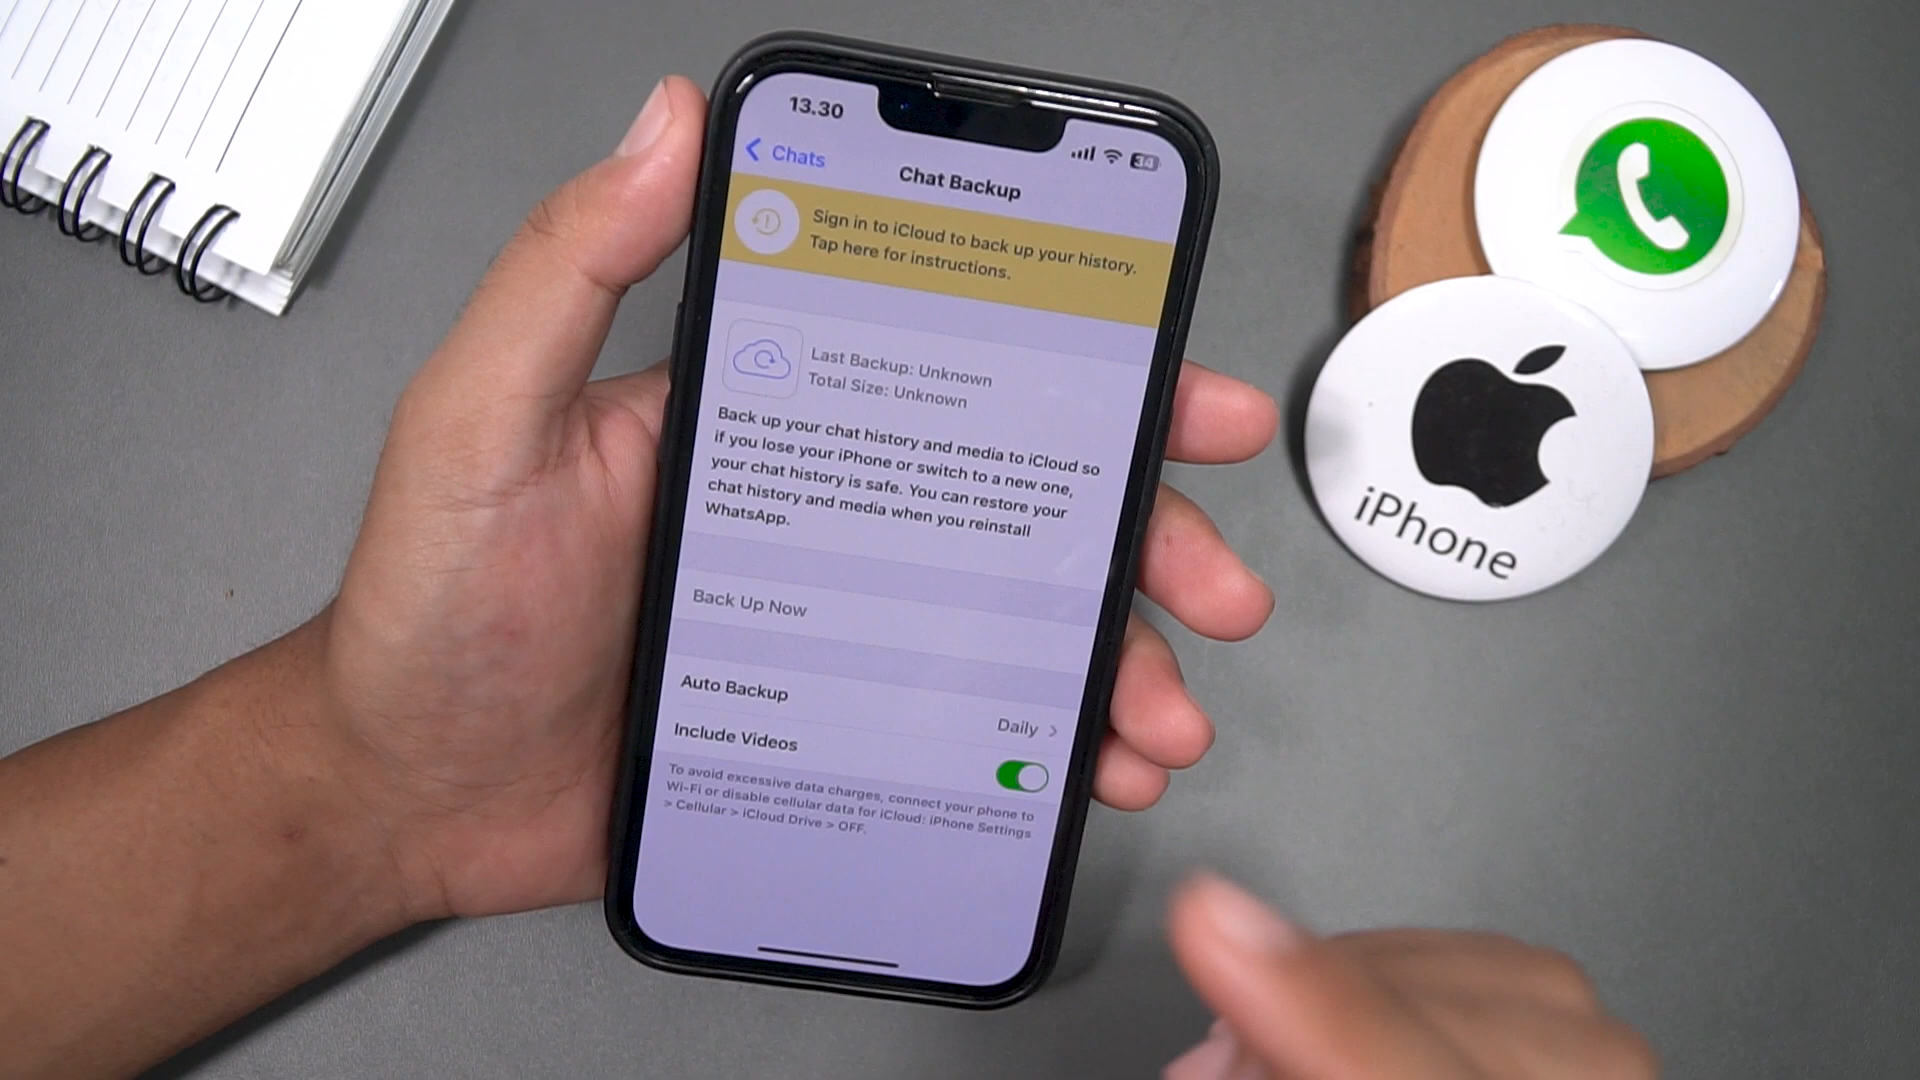 13.30
34
Chats
Chat Backup
Sign in to iCloud to back up your history.
Tap here for instructions.
Last Backup: Unknown
Total Size: Unknown
Back up your chat history and media to iCloud so
if you lose your iPhone or switch to a new one,
your chat history is safe. You can restore your
chat history and media when you reinstall
WhatsApp.
Back Up Now
Auto Backup
Daily
Include Videos
To avoid excessive data charges, connect your phone to
Wi-Fi or disable cellular data for iCloud: iPhone Settings
> Cellular > iCloud Drive > OFF.
iPhone